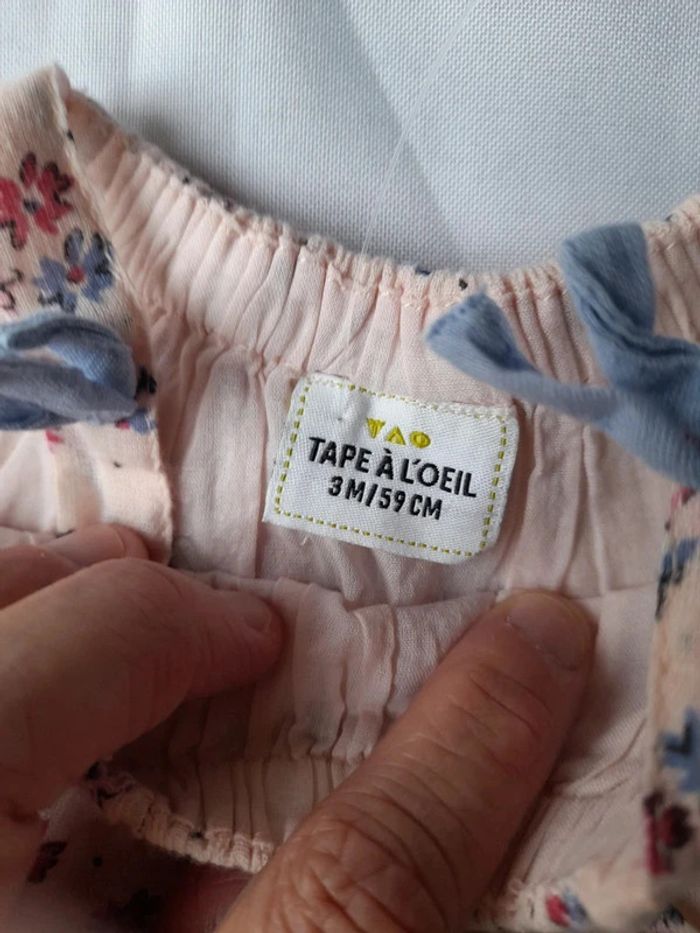 TAO
TAPE À L'OEIL
3M/59CM